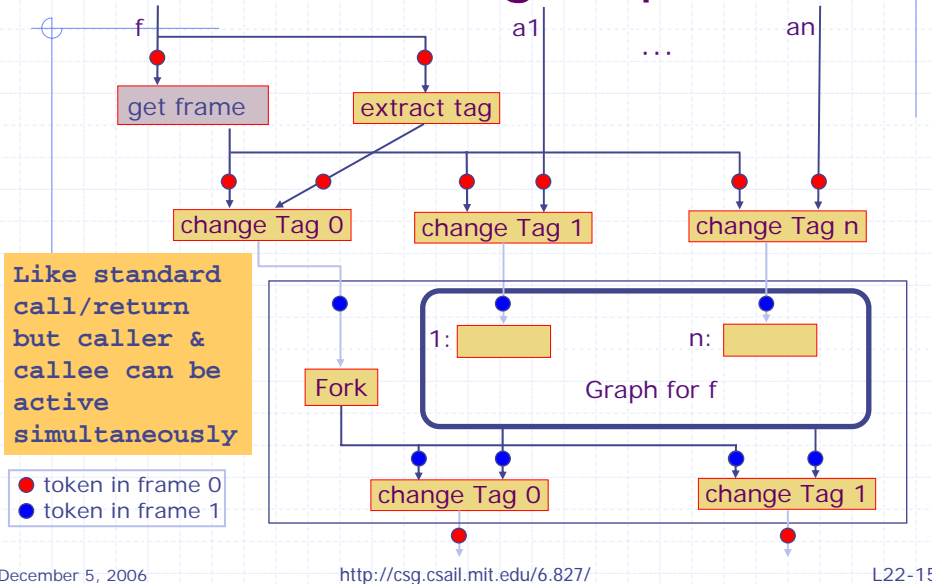 f
a1
...
an
get frame
extract tag
change Tag 0
change Tag 1
change Tag n
Like standard
call/return
but caller &
callee can be
active
simultaneously
1:
n:
Fork
Graph for f
token in frame 0
token in frame 1
change Tag 0
change Tag 1
December 5, 2006
http://csg.csail.mit.edu/6.827/
L22-15